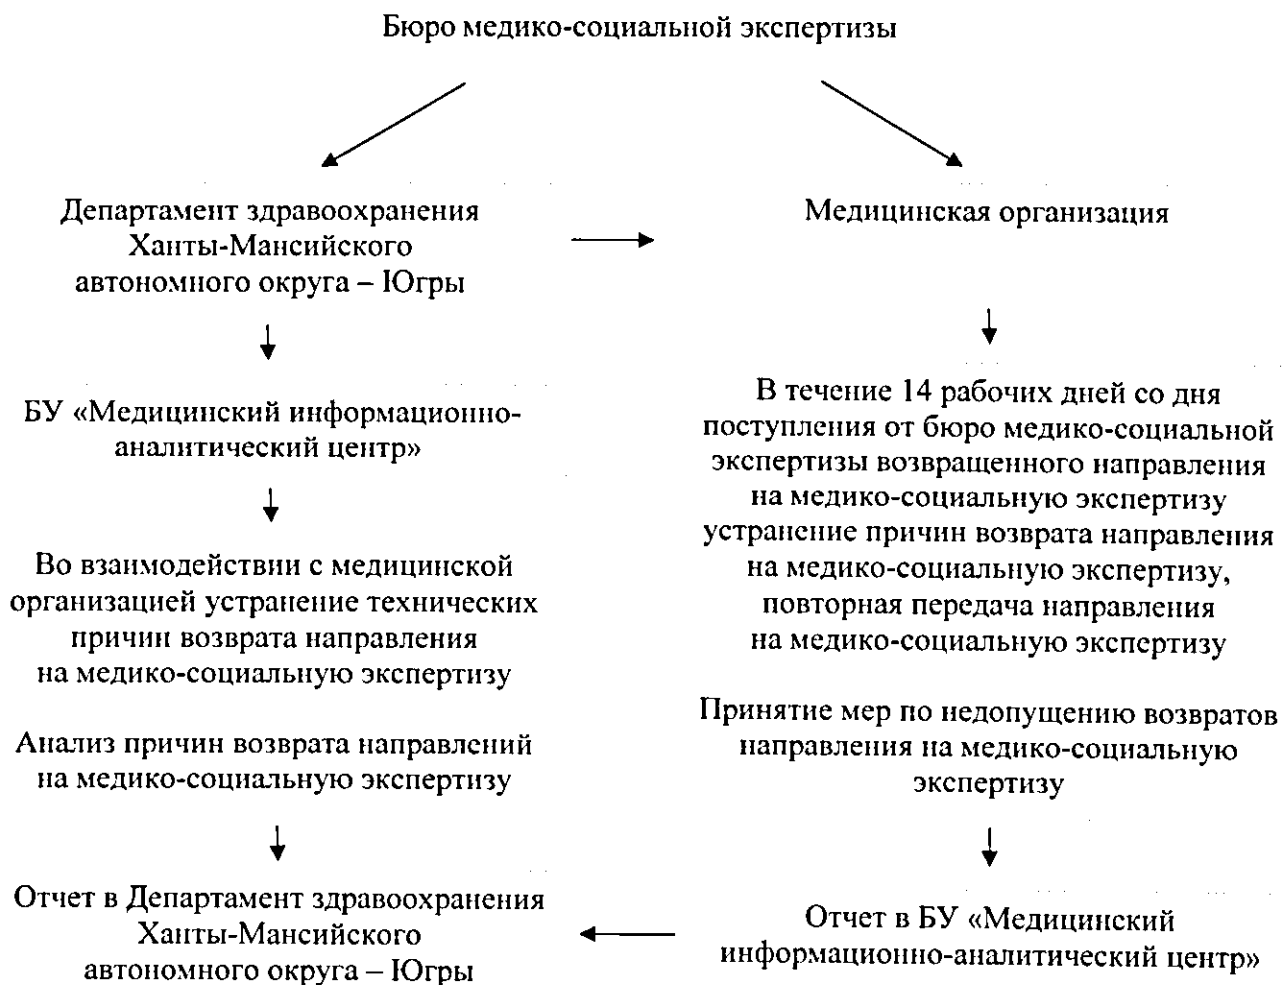 Бюро медико-социальной экспертизы
Департамент здравоохранения
Ханты-Мансийского
автономного округа – Югры
Медицинская организация
БУ «Медицинский информационно-
аналитический центр»
В течение 14 рабочих дней со дня
поступления от бюро медико-социальной
экспертизы возвращенного направления
на медико-социальную экспертизу
устранение причин возврата направления
на медико-социальную экспертизу,
повторная передача направления
на медико-социальную экспертизу
Во взаимодействии с медицинской
организацией устранение технических
причин возврата направления
на медико-социальную экспертизу
Принятие мер по недопущению возвратов
направления на медико-социальную
экспертизу
Анализ причин возврата направлений
на медико-социальную экспертизу
Отчет в Департамент здравоохранения
Ханты-Мансийского
автономного округа – Югры
Отчет в БУ «Медицинский
информационно-аналитический центр»